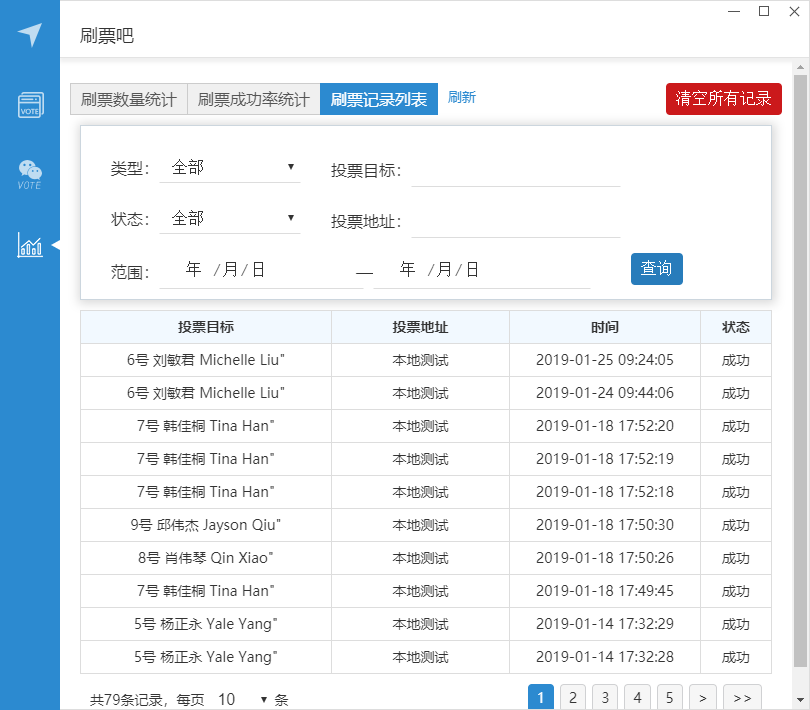 刷票吧
VOTE
VOTE
刷票数量统计 刷票成功率统计 刷票记录列表 刷新 清空所有记录
类型: 全部 ▼ 投票目标:
状态: 全部 ▼ 投票地址:
范围: 年 /月/日 — 年 /月/日 查询
投票目标 投票地址 时间 状态
6号 刘敏君 Michelle Liu" 本地测试 2019-01-25 09:24:05 成功
6号 刘敏君 Michelle Liu" 本地测试 2019-01-24 09:44:06 成功
7号 韩佳桐 Tina Han" 本地测试 2019-01-18 17:52:20 成功
7号 韩佳桐 Tina Han" 本地测试 2019-01-18 17:52:19 成功
7号 韩佳桐 Tina Han" 本地测试 2019-01-18 17:52:18 成功
9号 邱伟杰 Jayson Qiu" 本地测试 2019-01-18 17:50:30 成功
8号 肖伟琴 Qin Xiao" 本地测试 2019-01-18 17:50:26 成功
7号 韩佳桐 Tina Han" 本地测试 2019-01-18 17:49:45 成功
5号 杨正永 Yale Yang" 本地测试 2019-01-14 17:32:29 成功
5号 杨正永 Yale Yang" 本地测试 2019-01-14 17:32:28 成功
共79条记录，每页 10 ▼ 条 1 2 3 4 5 > >>